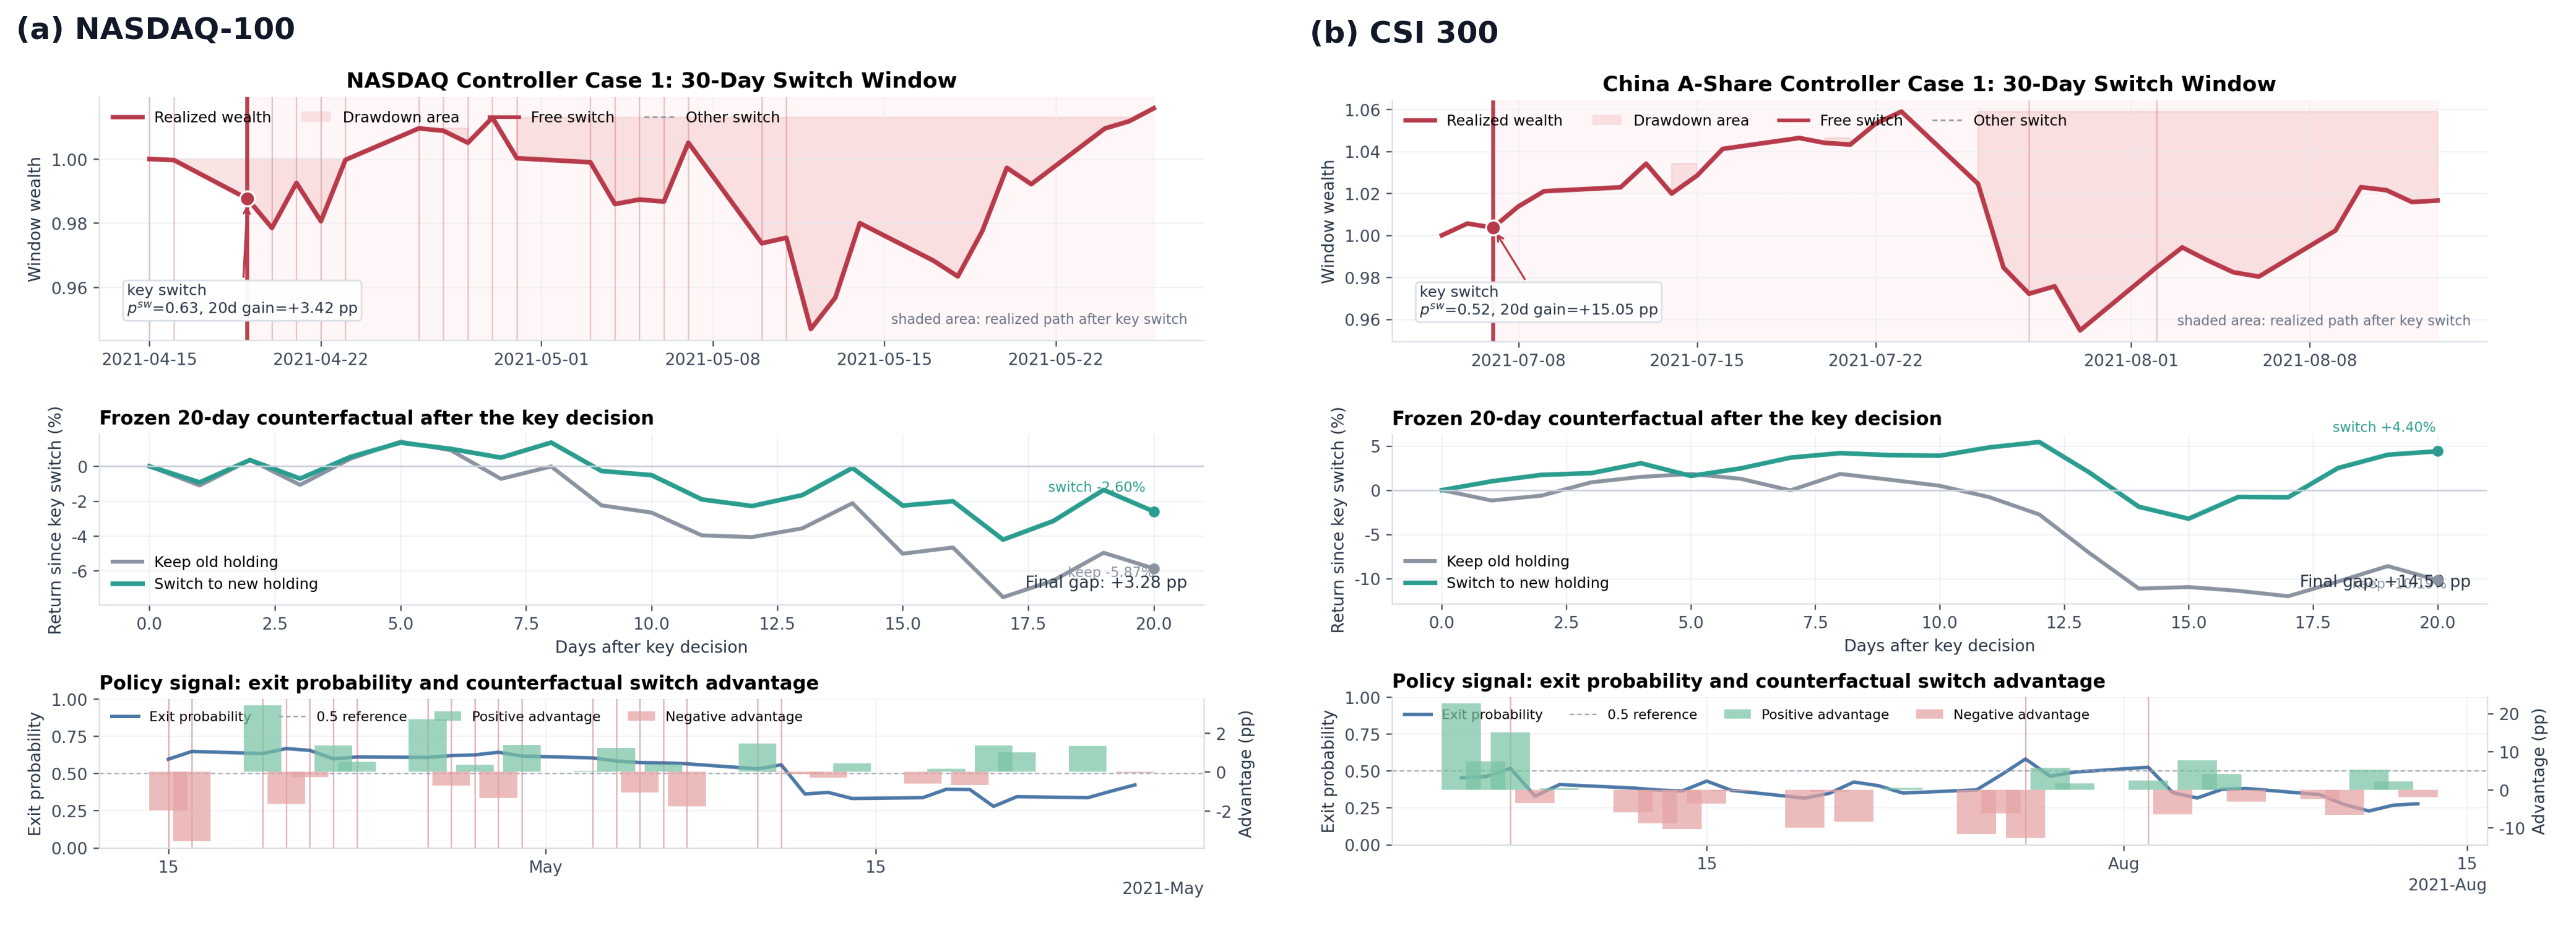 (a) NASDAQ-100
NASDAQ Controller Case 1: 30-Day Switch Window
Realized wealth
Drawdown area
Free switch
Other switch
Window wealth
1.00
0.98
0.96
key switch
p^sw=0.63, 20d gain=+3.42 pp
shaded area: realized path after key switch
2021-04-15 2021-04-22 2021-05-01 2021-05-08 2021-05-15 2021-05-22
Frozen 20-day counterfactual after the key decision
Return since key switch (%)
0
-2
-4
-6
switch -2.60%
keep -5.87%
Final gap: +3.28 pp
Keep old holding
Switch to new holding
0.0 2.5 5.0 7.5 10.0 12.5 15.0 17.5 20.0
Days after key decision
Policy signal: exit probability and counterfactual switch advantage
Exit probability
0.5 reference
Positive advantage
Negative advantage
Exit probability
1.00
0.75
0.50
0.25
0.00
2
0
-2
Advantage (pp)
15 May 15
2021-May
(b) CSI 300
China A-Share Controller Case 1: 30-Day Switch Window
Realized wealth
Drawdown area
Free switch
Other switch
Window wealth
1.06
1.04
1.02
1.00
0.98
0.96
key switch
p^sw=0.52, 20d gain=+15.05 pp
shaded area: realized path after key switch
2021-07-08 2021-07-15 2021-07-22 2021-08-01 2021-08-08
Frozen 20-day counterfactual after the key decision
Return since key switch (%)
5
0
-5
-10
switch +4.40%
Final gap: +14.5 pp
Keep old holding
Switch to new holding
0.0 2.5 5.0 7.5 10.0 12.5 15.0 17.5 20.0
Days after key decision
Policy signal: exit probability and counterfactual switch advantage
Exit probability
0.5 reference
Positive advantage
Negative advantage
Exit probability
1.00
0.75
0.50
0.25
0.00
20
10
0
-10
Advantage (pp)
15 Aug 15
2021-Aug